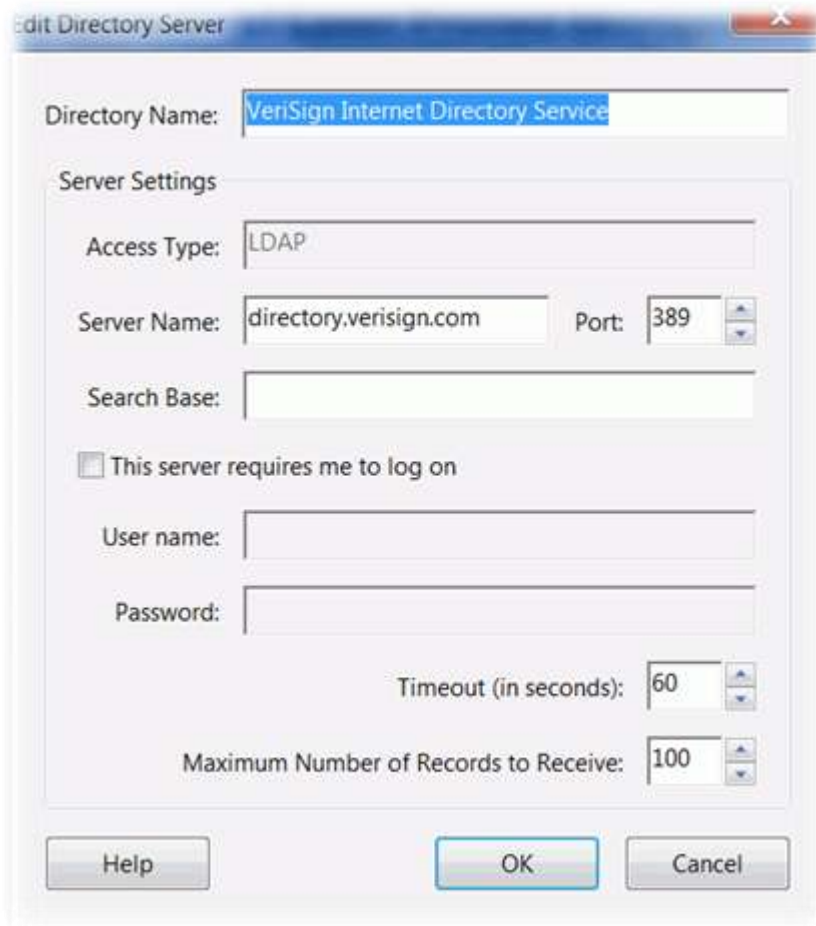 Edit Directory Server
Directory Name: VeriSign Internet Directory Service
Server Settings
Access Type: LDAP
Server Name: directory.verisign.com Port: 389
Search Base:
This server requires me to log on
User name:
Password:
Timeout (in seconds): 60
Maximum Number of Records to Receive: 100
Help OK Cancel